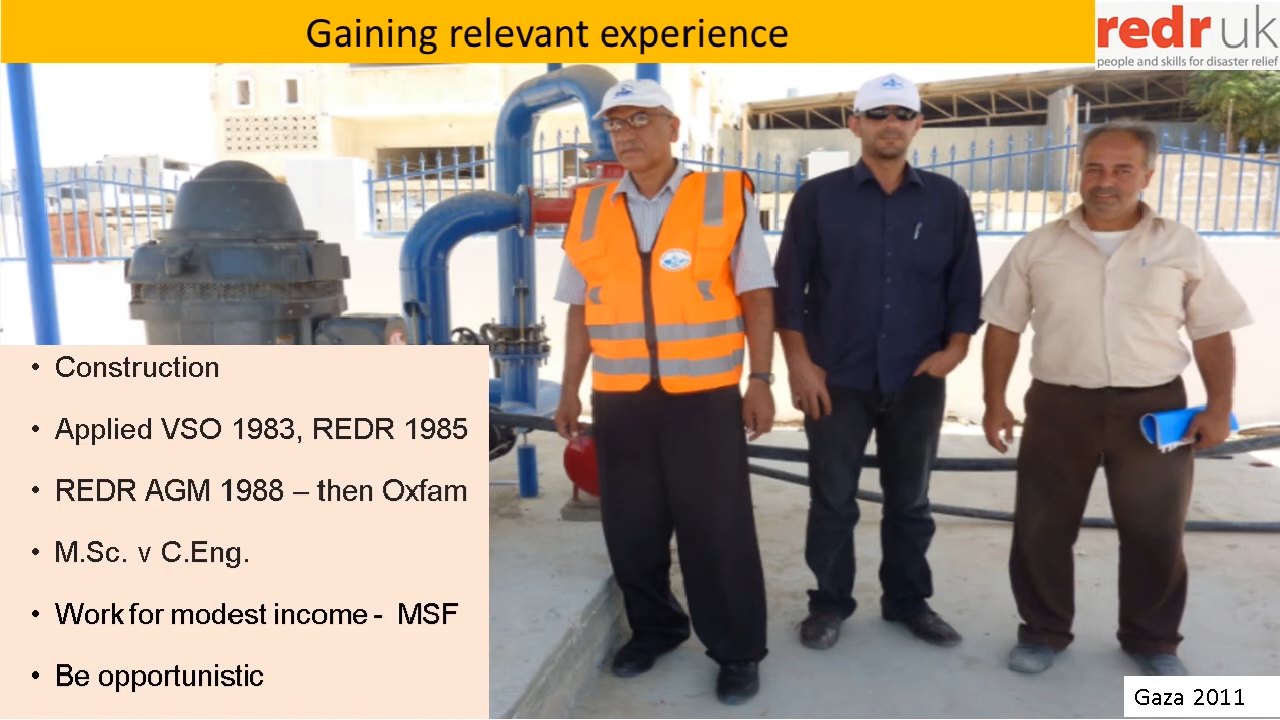 Gaining relevant experience
redr uk
people and skills for disaster relief
• Construction
• Applied VSO 1983, REDR 1985
• REDR AGM 1988 – then Oxfam
• M.Sc. v C.Eng.
• Work for modest income - MSF
• Be opportunistic
Gaza 2011